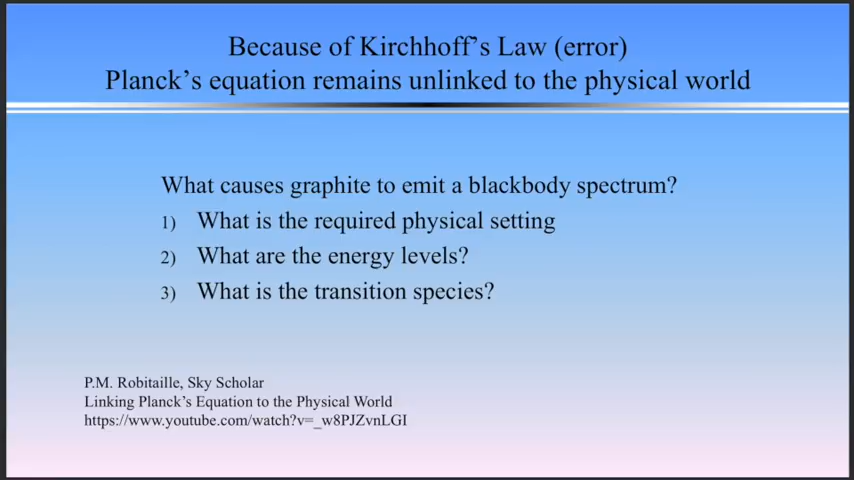 Because of Kirchhoff's Law (error)
Planck's equation remains unlinked to the physical world
What causes graphite to emit a blackbody spectrum?
1) What is the required physical setting
2) What are the energy levels?
3) What is the transition species?
P.M. Robitaille, Sky Scholar
Linking Planck's Equation to the Physical World
https://www.youtube.com/watch?v=_w8PJZvnLGI